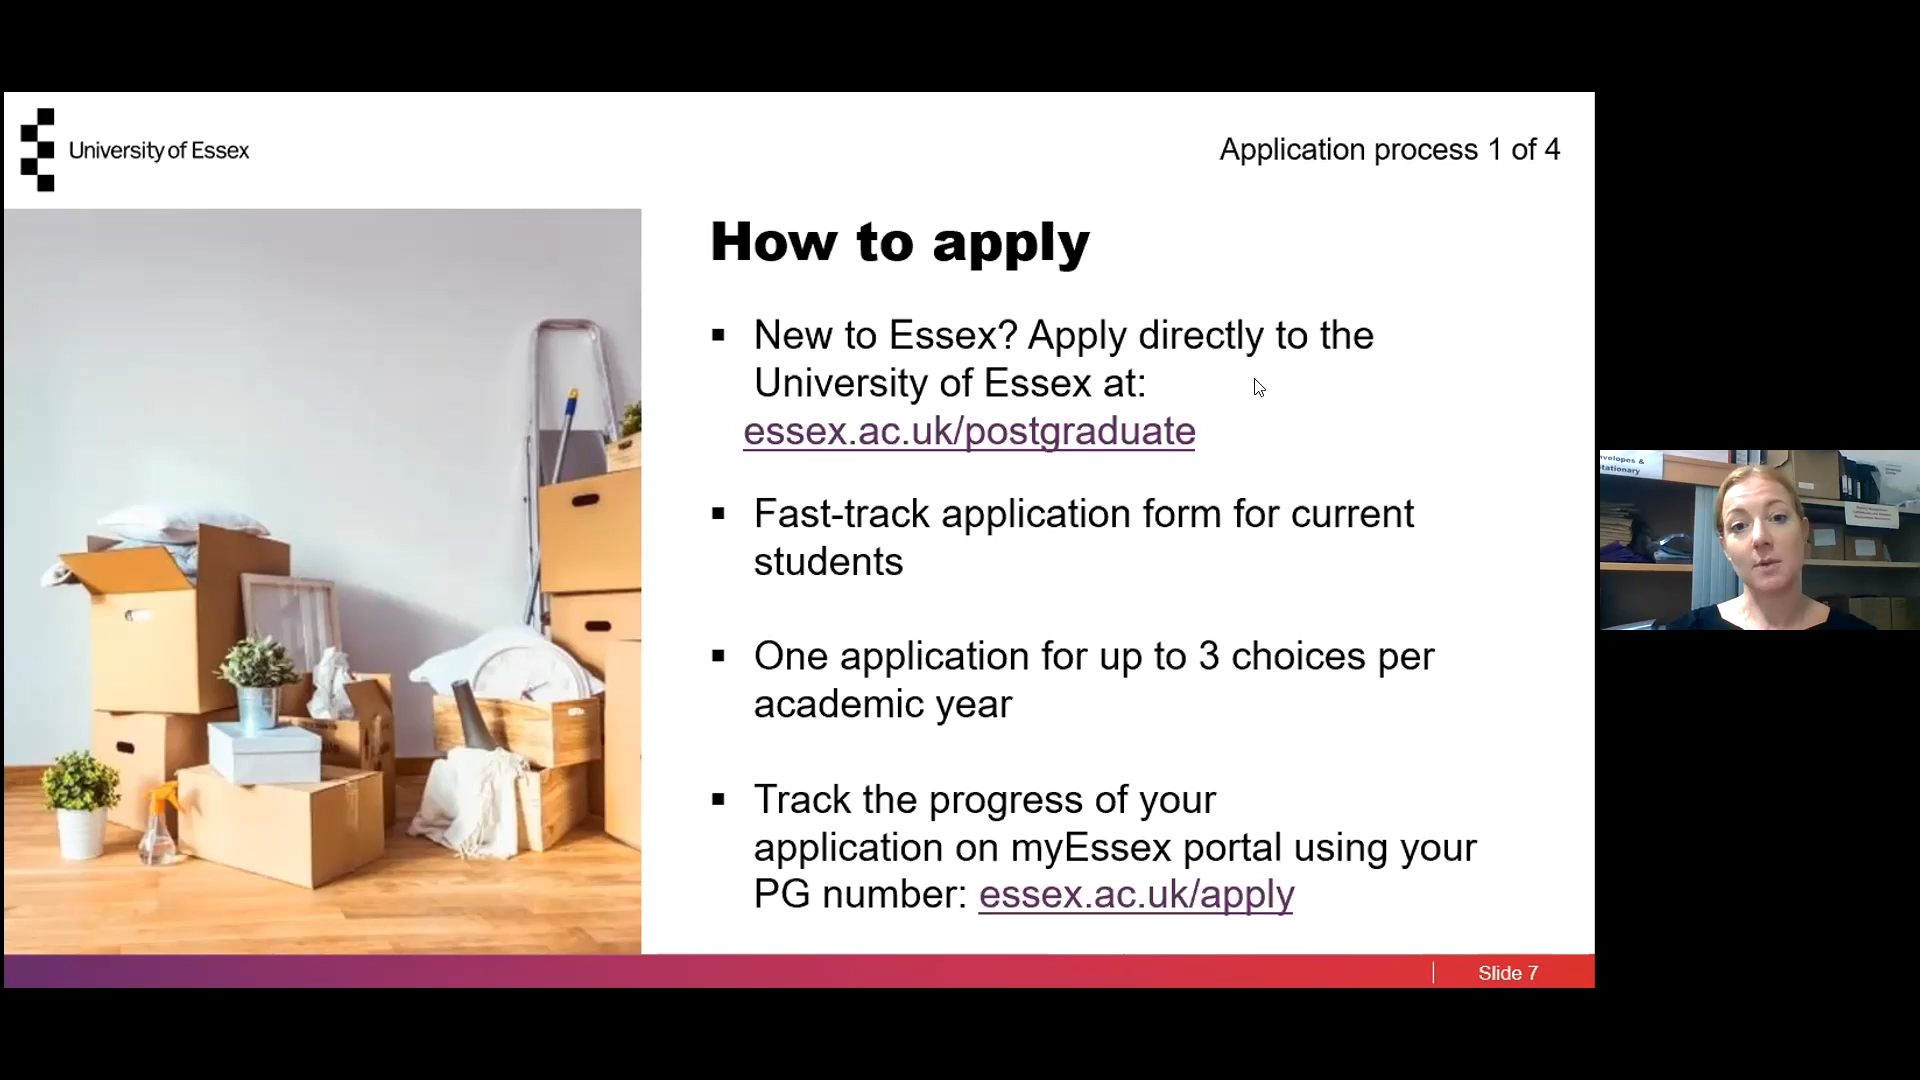 University of Essex
Application process 1 of 4
How to apply
▪ New to Essex? Apply directly to the
University of Essex at:
essex.ac.uk/postgraduate
▪ Fast-track application form for current
students
▪ One application for up to 3 choices per
academic year
▪ Track the progress of your
application on myEssex portal using your
PG number: essex.ac.uk/apply
Slide 7